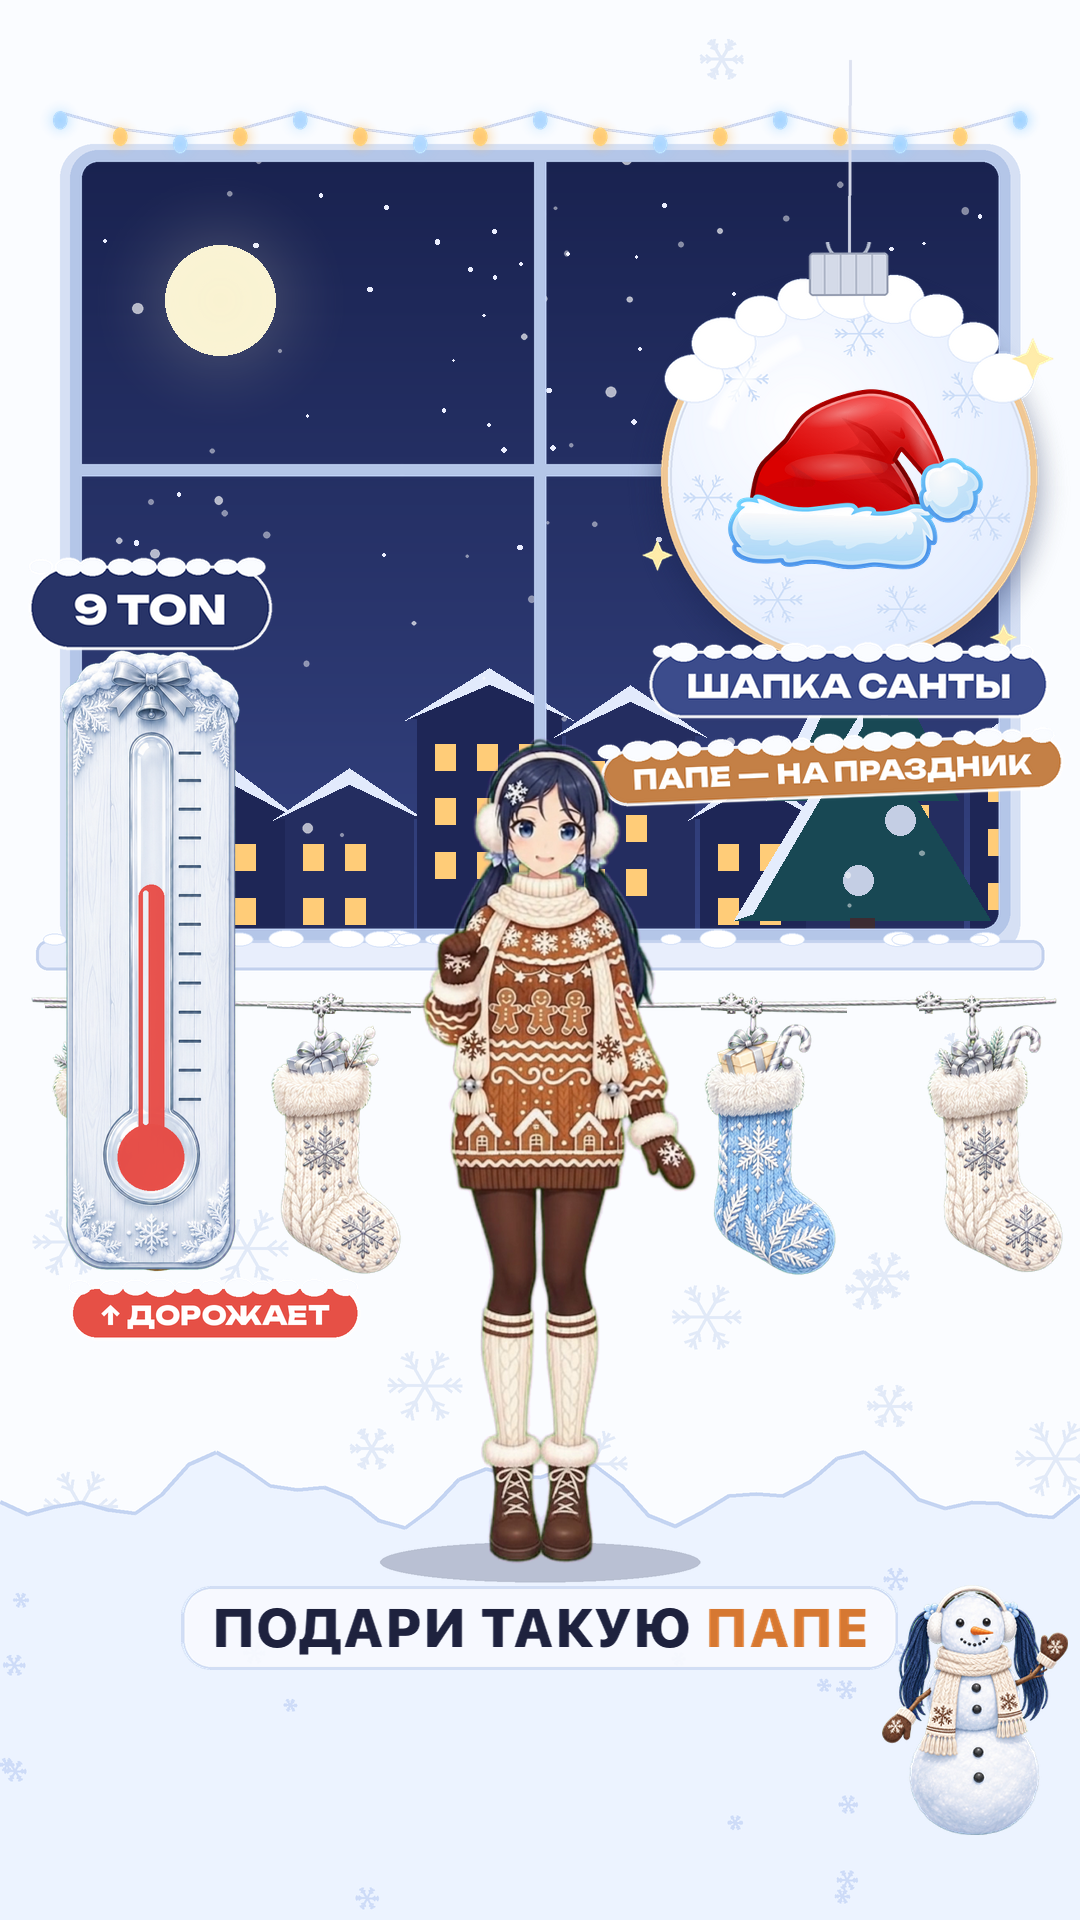 9 TON
ШАПКА САНТЫ
ПАПЕ — НА ПРАЗДНИК
↑ ДОРОЖАЕТ
ПОДАРИ ТАКУЮ ПАПЕ